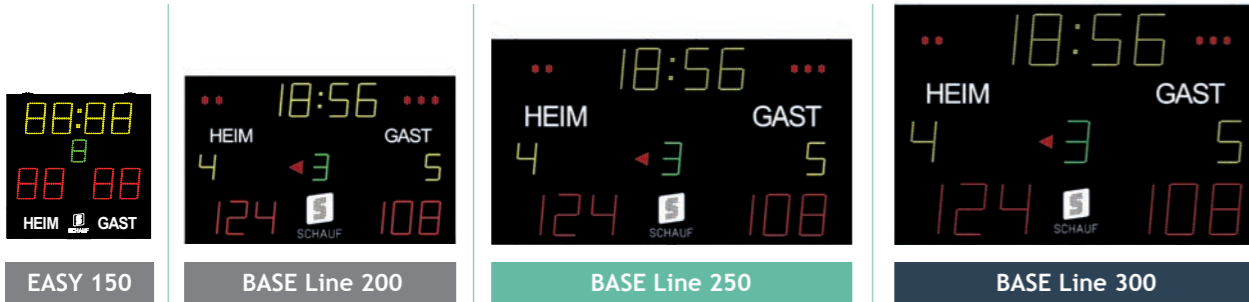 88:88
8
88 88
HEIM S GAST
SCHAUF
EASY 150
18:56
HEIM GAST
4 3 5
124 S 108
SCHAUF
BASE Line 200
18:56
HEIM GAST
4 3 5
124 S 108
SCHAUF
BASE Line 250
18:56
HEIM GAST
4 3 5
124 S 108
SCHAUF
BASE Line 300